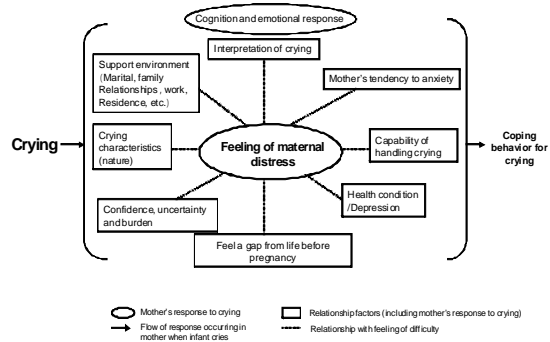 Cognition and emotional response
Interpretation of crying
Support environment
(Marital, family
Relationships , work,
Residence, etc.)
Mother's tendency to anxiety
Crying
Crying
characteristics
(nature)
Feeling of maternal
distress
Capability of
handling crying
Coping
behavior for
crying
Confidence, uncertainty
and burden
Health condition
/Depression
Feel a gap from life before
pregnancy
Mother's response to crying
Relationship factors (including mother's response to crying)
Flow of response occurring in
mother when infant cries
Relationship with feeling of difficulty